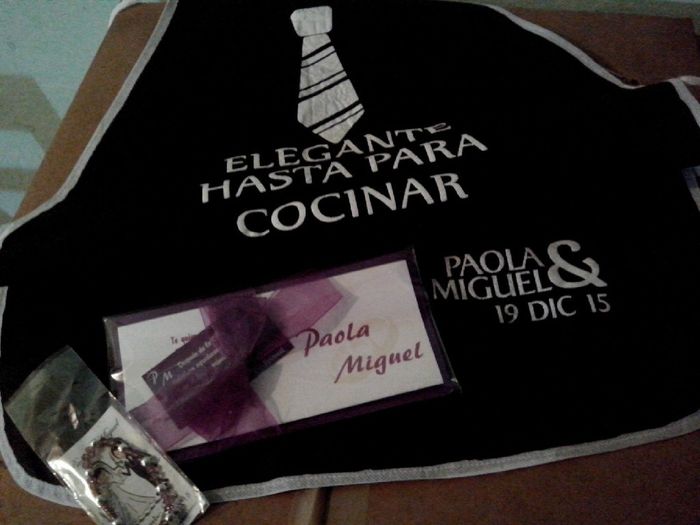 ELEGANTE
HASTA PARA
COCINAR
PAOLA &
MIGUEL
19 DIC 15
Paola
Miguel
P
M